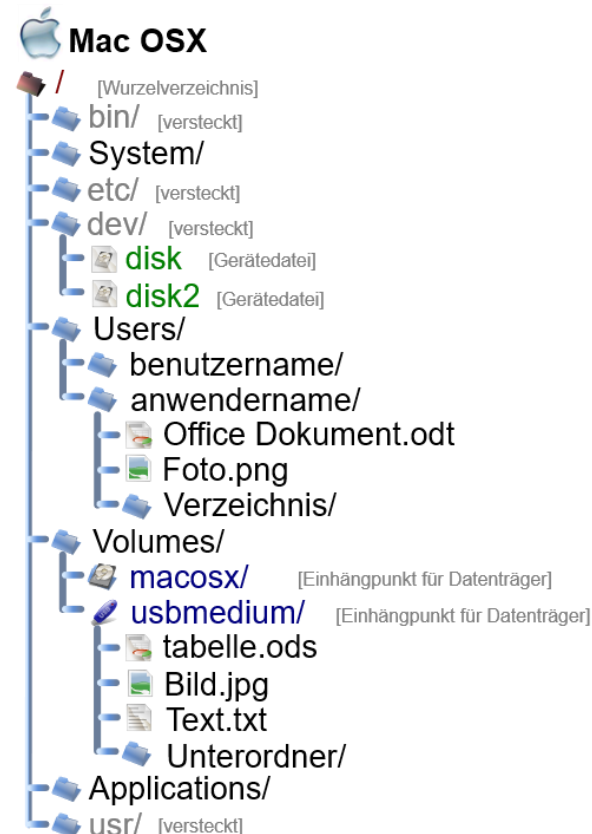 Mac OSX
/ [Wurzelverzeichnis]
bin/ [versteckt]
System/
etc/ [versteckt]
dev/ [versteckt]
disk [Gerätedatei]
disk2 [Gerätedatei]
Users/
benutzername/
anwendername/
Office Dokument.odt
Foto.png
Verzeichnis/
Volumes/
macosx/ [Einhängpunkt für Datenträger]
usbmedium/ [Einhängpunkt für Datenträger]
tabelle.ods
Bild.jpg
Text.txt
Unterordner/
Applications/
usr/ [versteckt]